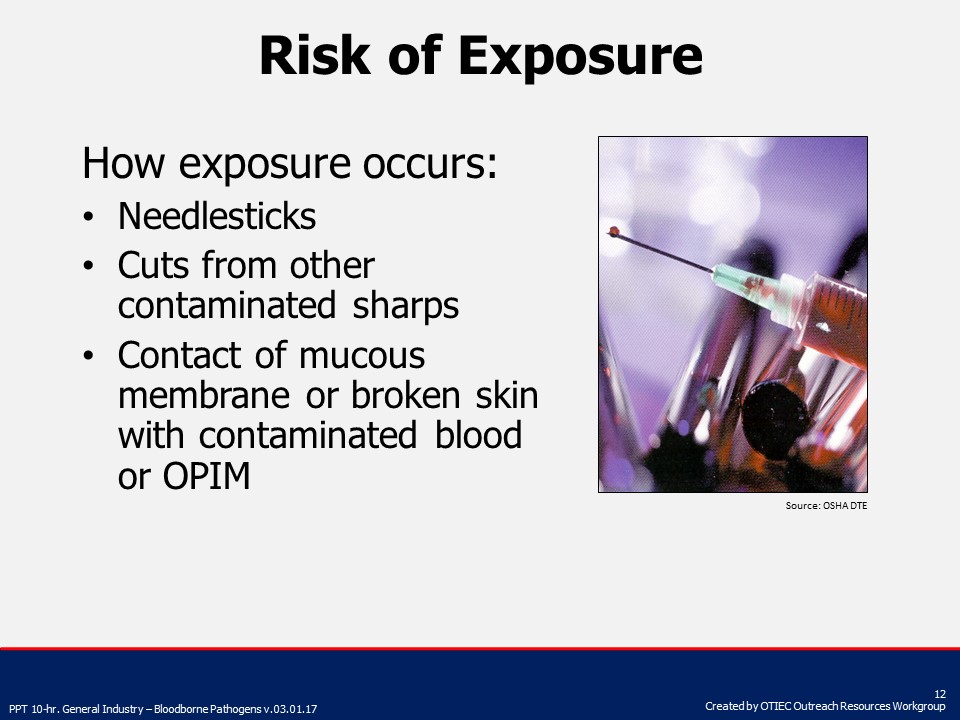 Risk of Exposure
How exposure occurs:
• Needlesticks
• Cuts from other
contaminated sharps
• Contact of mucous
membrane or broken skin
with contaminated blood
or OPIM
Source: OSHA DTE
12
PPT 10-hr. General Industry – Bloodborne Pathogens v.03.01.17
Created by OTIEC Outreach Resources Workgroup